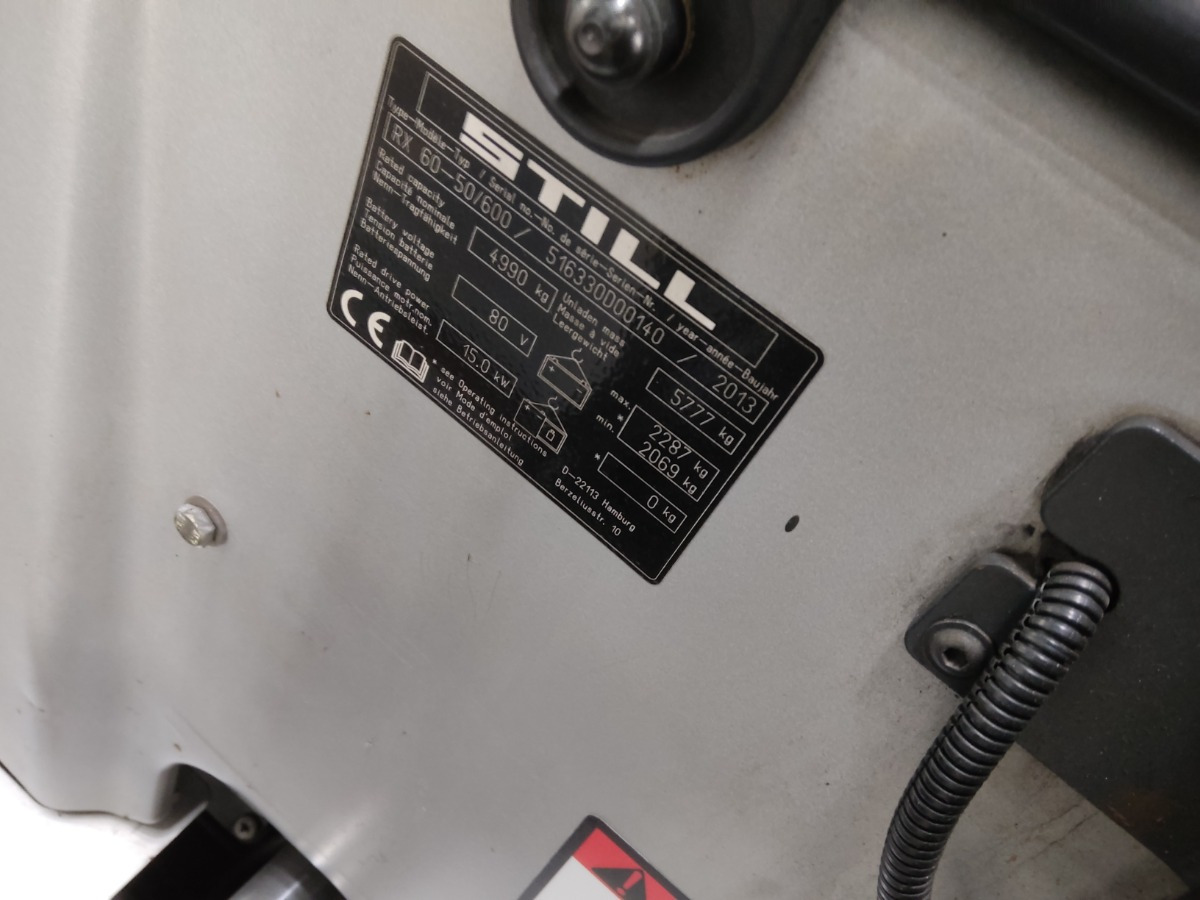 STILL
Type-Modèle-Typ / Serial no.-No. de série-Serien-Nr. / year-année-Baujahr
RX 60-50/600 / 516330D00140 / 2013
Rated capacity
Capacité nominale
Nenn-Tragfähigkeit
4990 kg
Unladen mass
Masse à vide
Leergewicht
5777 kg
Battery voltage
Tension batterie
Batteriespannung
80 V
max.
* 2287 kg
min.
2069 kg
Rated drive power
Puissance motr.nom.
Nenn-Antriebsleist.
15.0 kW
* 0 kg
CE
* see Operating instructions
voir Mode d'emploi
siehe Betriebsanleitung
D-22113 Hamburg
Berzeliusstr. 10